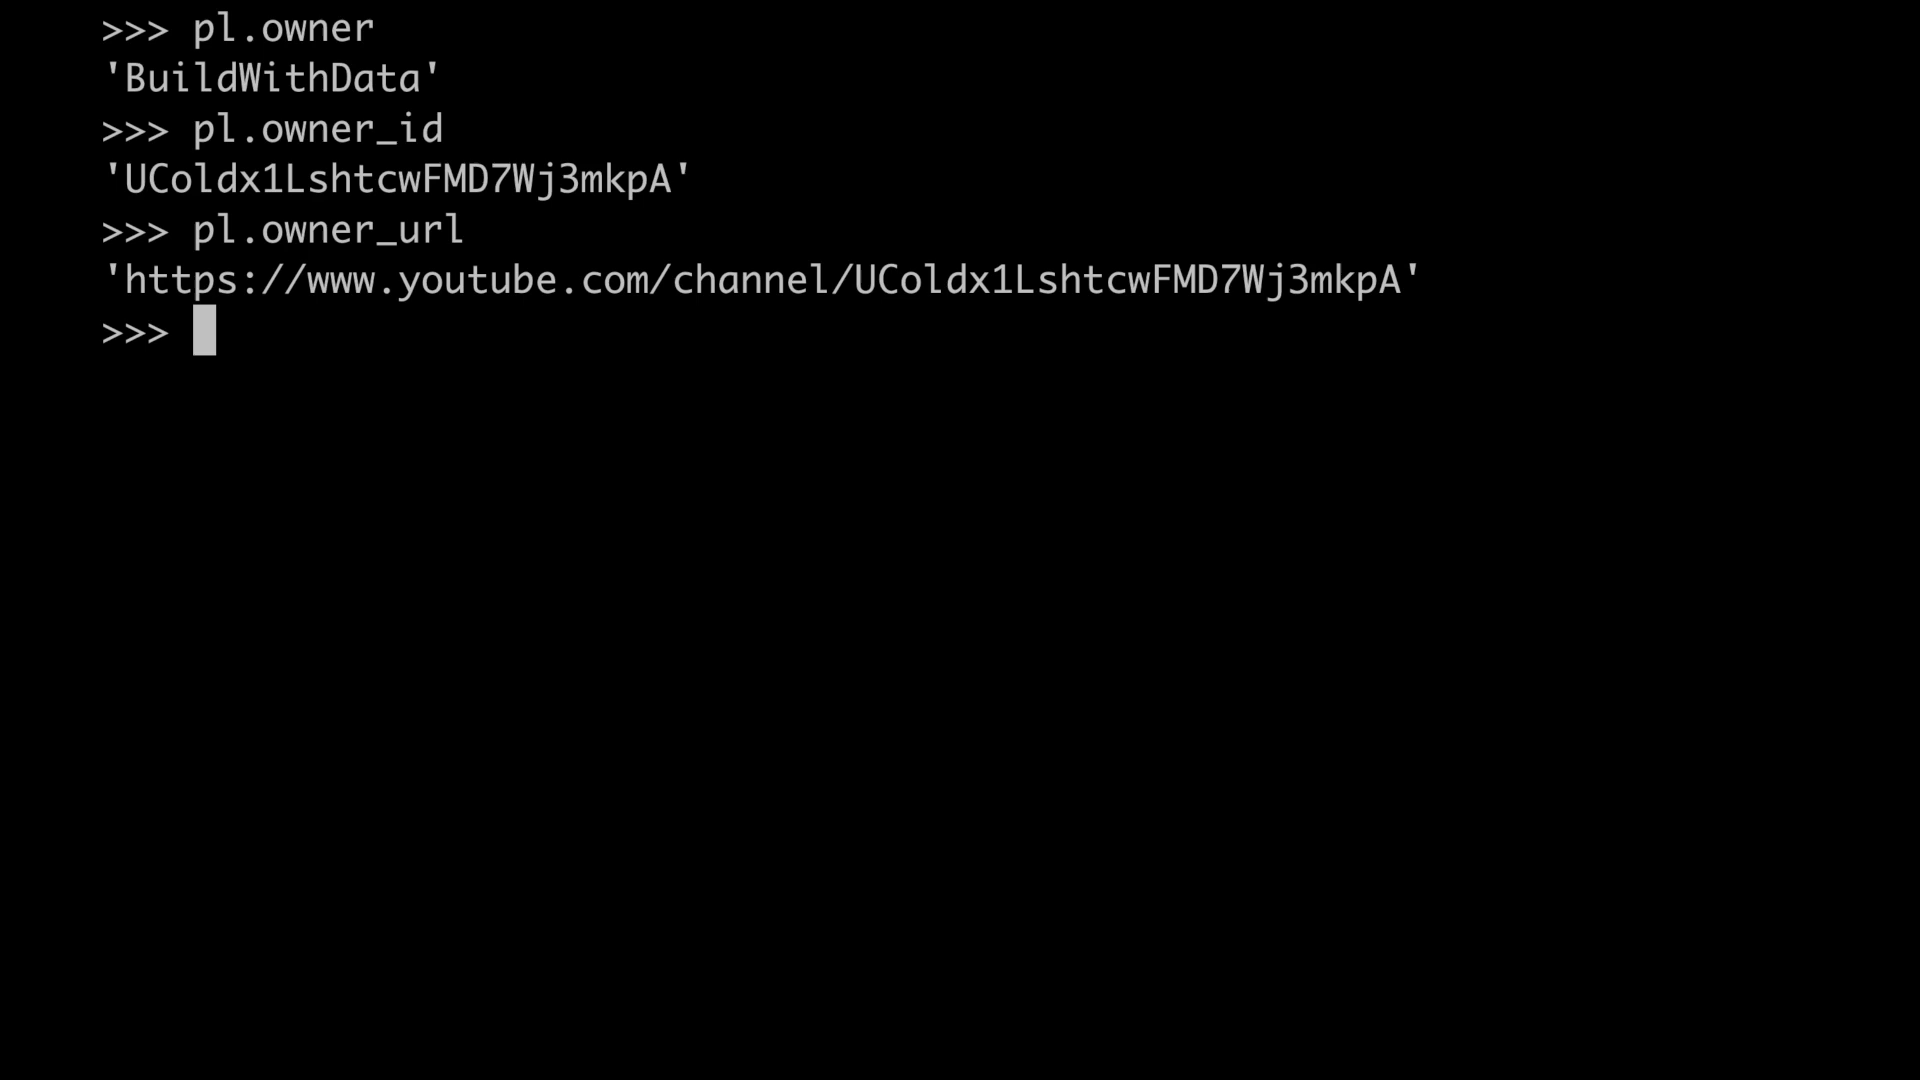 >>> pl.owner
'BuildWithData'
>>> pl.owner_id
'UColdx1LshtcwFMD7Wj3mkpA'
>>> pl.owner_url
'https://www.youtube.com/channel/UColdx1LshtcwFMD7Wj3mkpA'
>>>